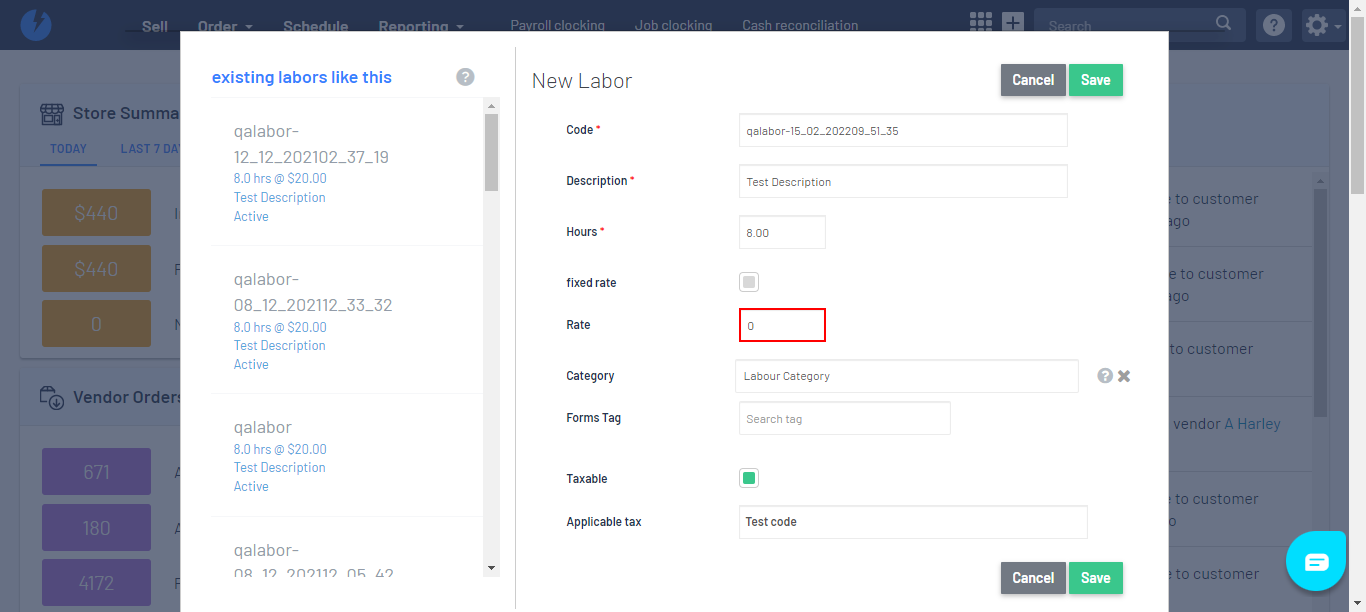 Sell Order Schedule Reporting Payroll clocking Job clocking Cash reconciliation Search
Store Summa
TODAY LAST 7 DA
$440
$440
0
Vendor Orders
671
180
4172
existing labors like this
qalabor-
12_12_202102_37_19
8.0 hrs @ $20.00
Test Description
Active
qalabor-
08_12_202112_33_32
8.0 hrs @ $20.00
Test Description
Active
qalabor
8.0 hrs @ $20.00
Test Description
Active
qalabor-
08_12_202112_05_42
New Labor
Cancel Save
Code * qalabor-15_02_202209_51_35
Description * Test Description
Hours * 8.00
fixed rate
Rate 0
Category Labour Category
Forms Tag Search tag
Taxable
Applicable tax Test code
Cancel Save
e to customer
ago
e to customer
ago
to customer
vendor A Harley
e to customer
o
e to customer